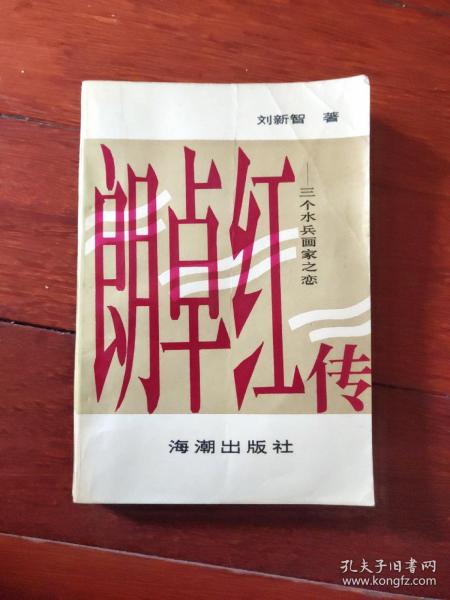 刘新智 著
朗卓红传
——三个水兵画家之恋
海潮出版社
孔夫子旧书网
www.kongfz.com